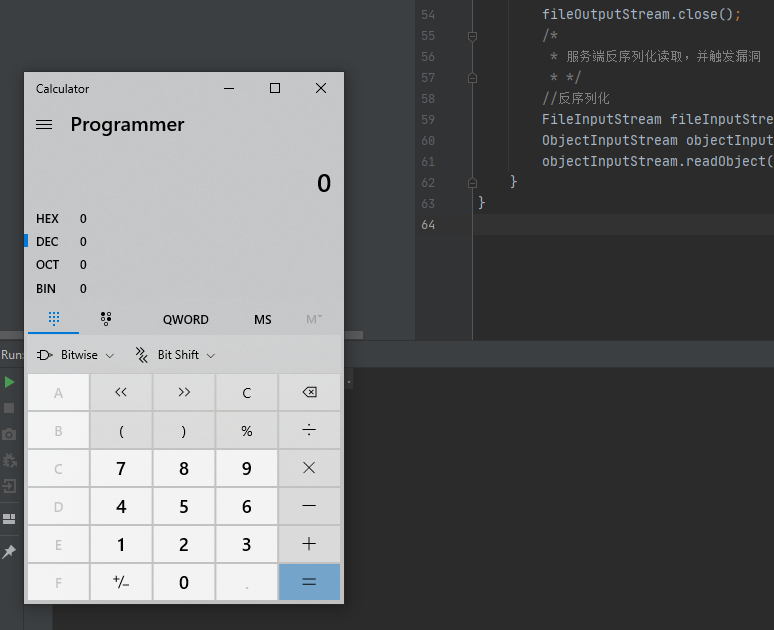 54 fileOutputStream.close();
55 /*
56 * 服务端反序列化读取，并触发漏洞
57 * */
58 //反序列化
59 FileInputStream fileInputStre
60 ObjectInputStream objectInput
61 objectInputStream.readObject(
62 }
63 }
64
Run:
Calculator
Programmer
0
HEX 0
DEC 0
OCT 0
BIN 0
QWORD MS M˅
Bitwise Bit Shift
A << >> C
B ( ) % ÷
C 7 8 9 ×
D 4 5 6 −
E 1 2 3 +
F +/− 0 . =